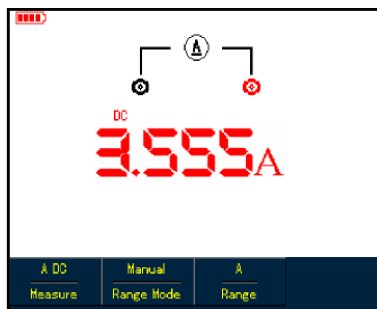 A
DC
3.555A
A DC Manual A
Measure Range Mode Range